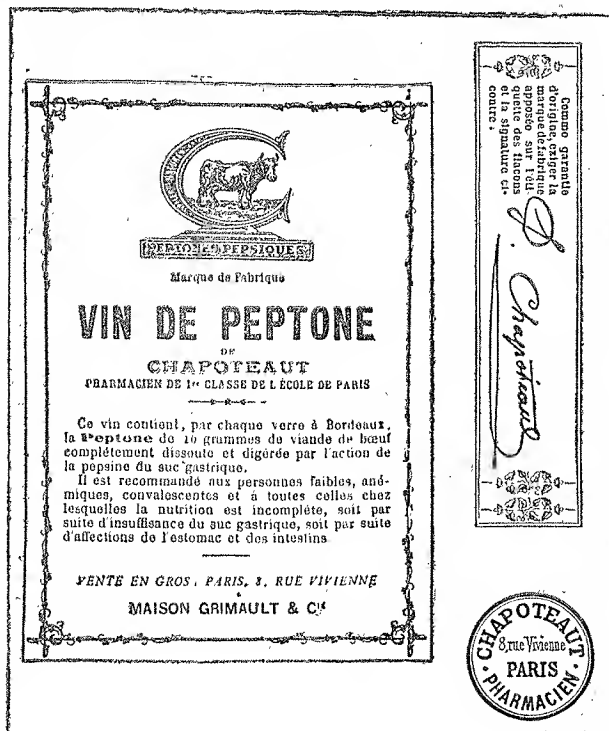 PEPTONES PEPSIQUES
Marque de Fabrique
VIN DE PEPTONE
DE
CHAPOTEAUT
PHARMACIEN DE 1re CLASSE DE L'ÉCOLE DE PARIS
Ce vin contient, par chaque verre à Bordeaux,
la Peptone de 10 grammes de viande de bœuf
complètement dissoute et digérée par l'action de
la pepsine du suc gastrique.
Il est recommandé aux personnes faibles, ané-
miques, convalescentes et à toutes celles chez
lesquelles la nutrition est incomplète, soit par
suite d'insuffisance du suc gastrique, soit par suite
d'affections de l'estomac et des intestins
VENTE EN GROS: PARIS, 8, RUE VIVIENNE
MAISON GRIMAULT & Cie
Comme garantie
d'origine, exiger la
marque de fabrique
apposée sur l'éti-
quette des flacons
et la signature ci-
contre:
P. Chapoteaut
CHAPOTEAUT
8, rue Vivienne
PARIS
PHARMACIEN